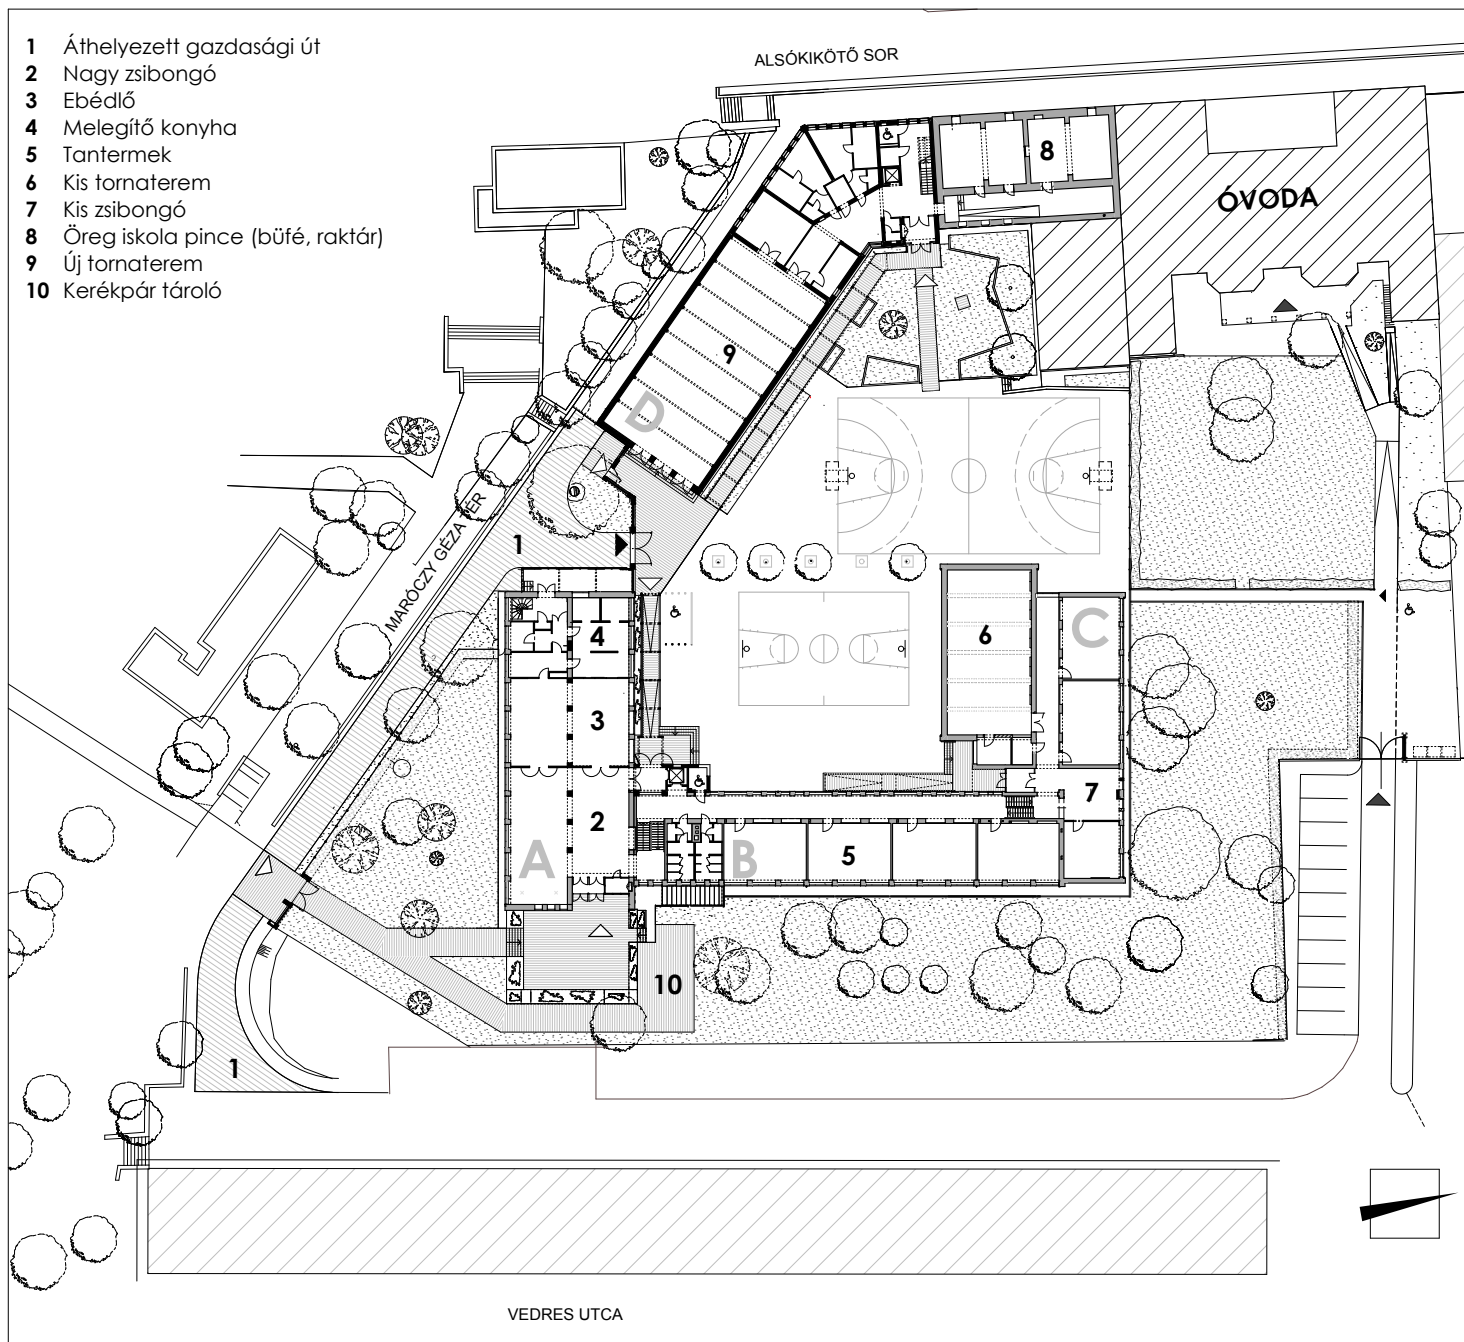 1 Áthelyezett gazdasági út
2 Nagy zsibongó
3 Ebédlő
4 Melegítő konyha
5 Tantermek
6 Kis tornaterem
7 Kis zsibongó
8 Öreg iskola pince (büfé, raktár)
9 Új tornaterem
10 Kerékpár tároló
ALSÓKIKÖTŐ SOR
8
ÓVODA
9
D
MARÓCZY GÉZA TÉR
1
4
6
C
3
2
7
A
B
5
10
1
VEDRES UTCA